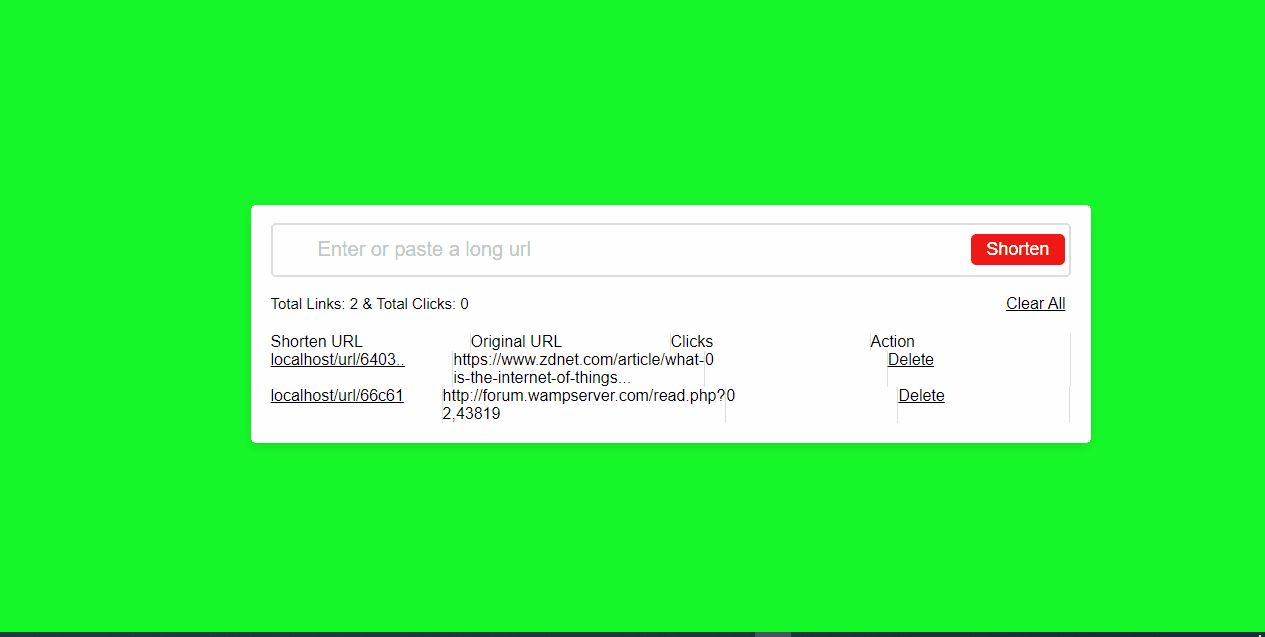 Enter or paste a long url
Shorten
Total Links: 2 & Total Clicks: 0
Clear All
Shorten URL Original URL Clicks Action
localhost/url/6403.. https://www.zdnet.com/article/what-0 Delete
is-the-internet-of-things...
localhost/url/66c61 http://forum.wampserver.com/read.php?0 Delete
2,43819